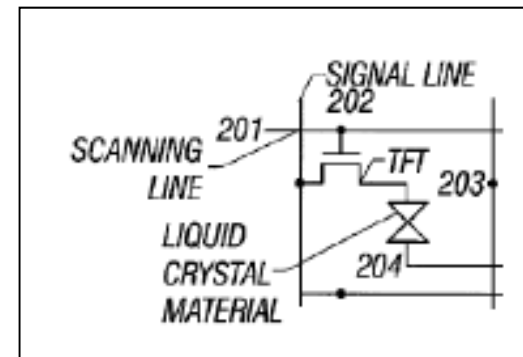 SIGNAL LINE
202
201
SCANNING
LINE
TFT
203
LIQUID
CRYSTAL
MATERIAL
204